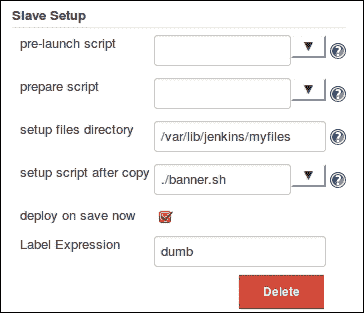 Slave Setup
pre-launch script
prepare script
setup files directory /var/lib/jenkins/myfiles
setup script after copy ./banner.sh
deploy on save now
Label Expression dumb
Delete